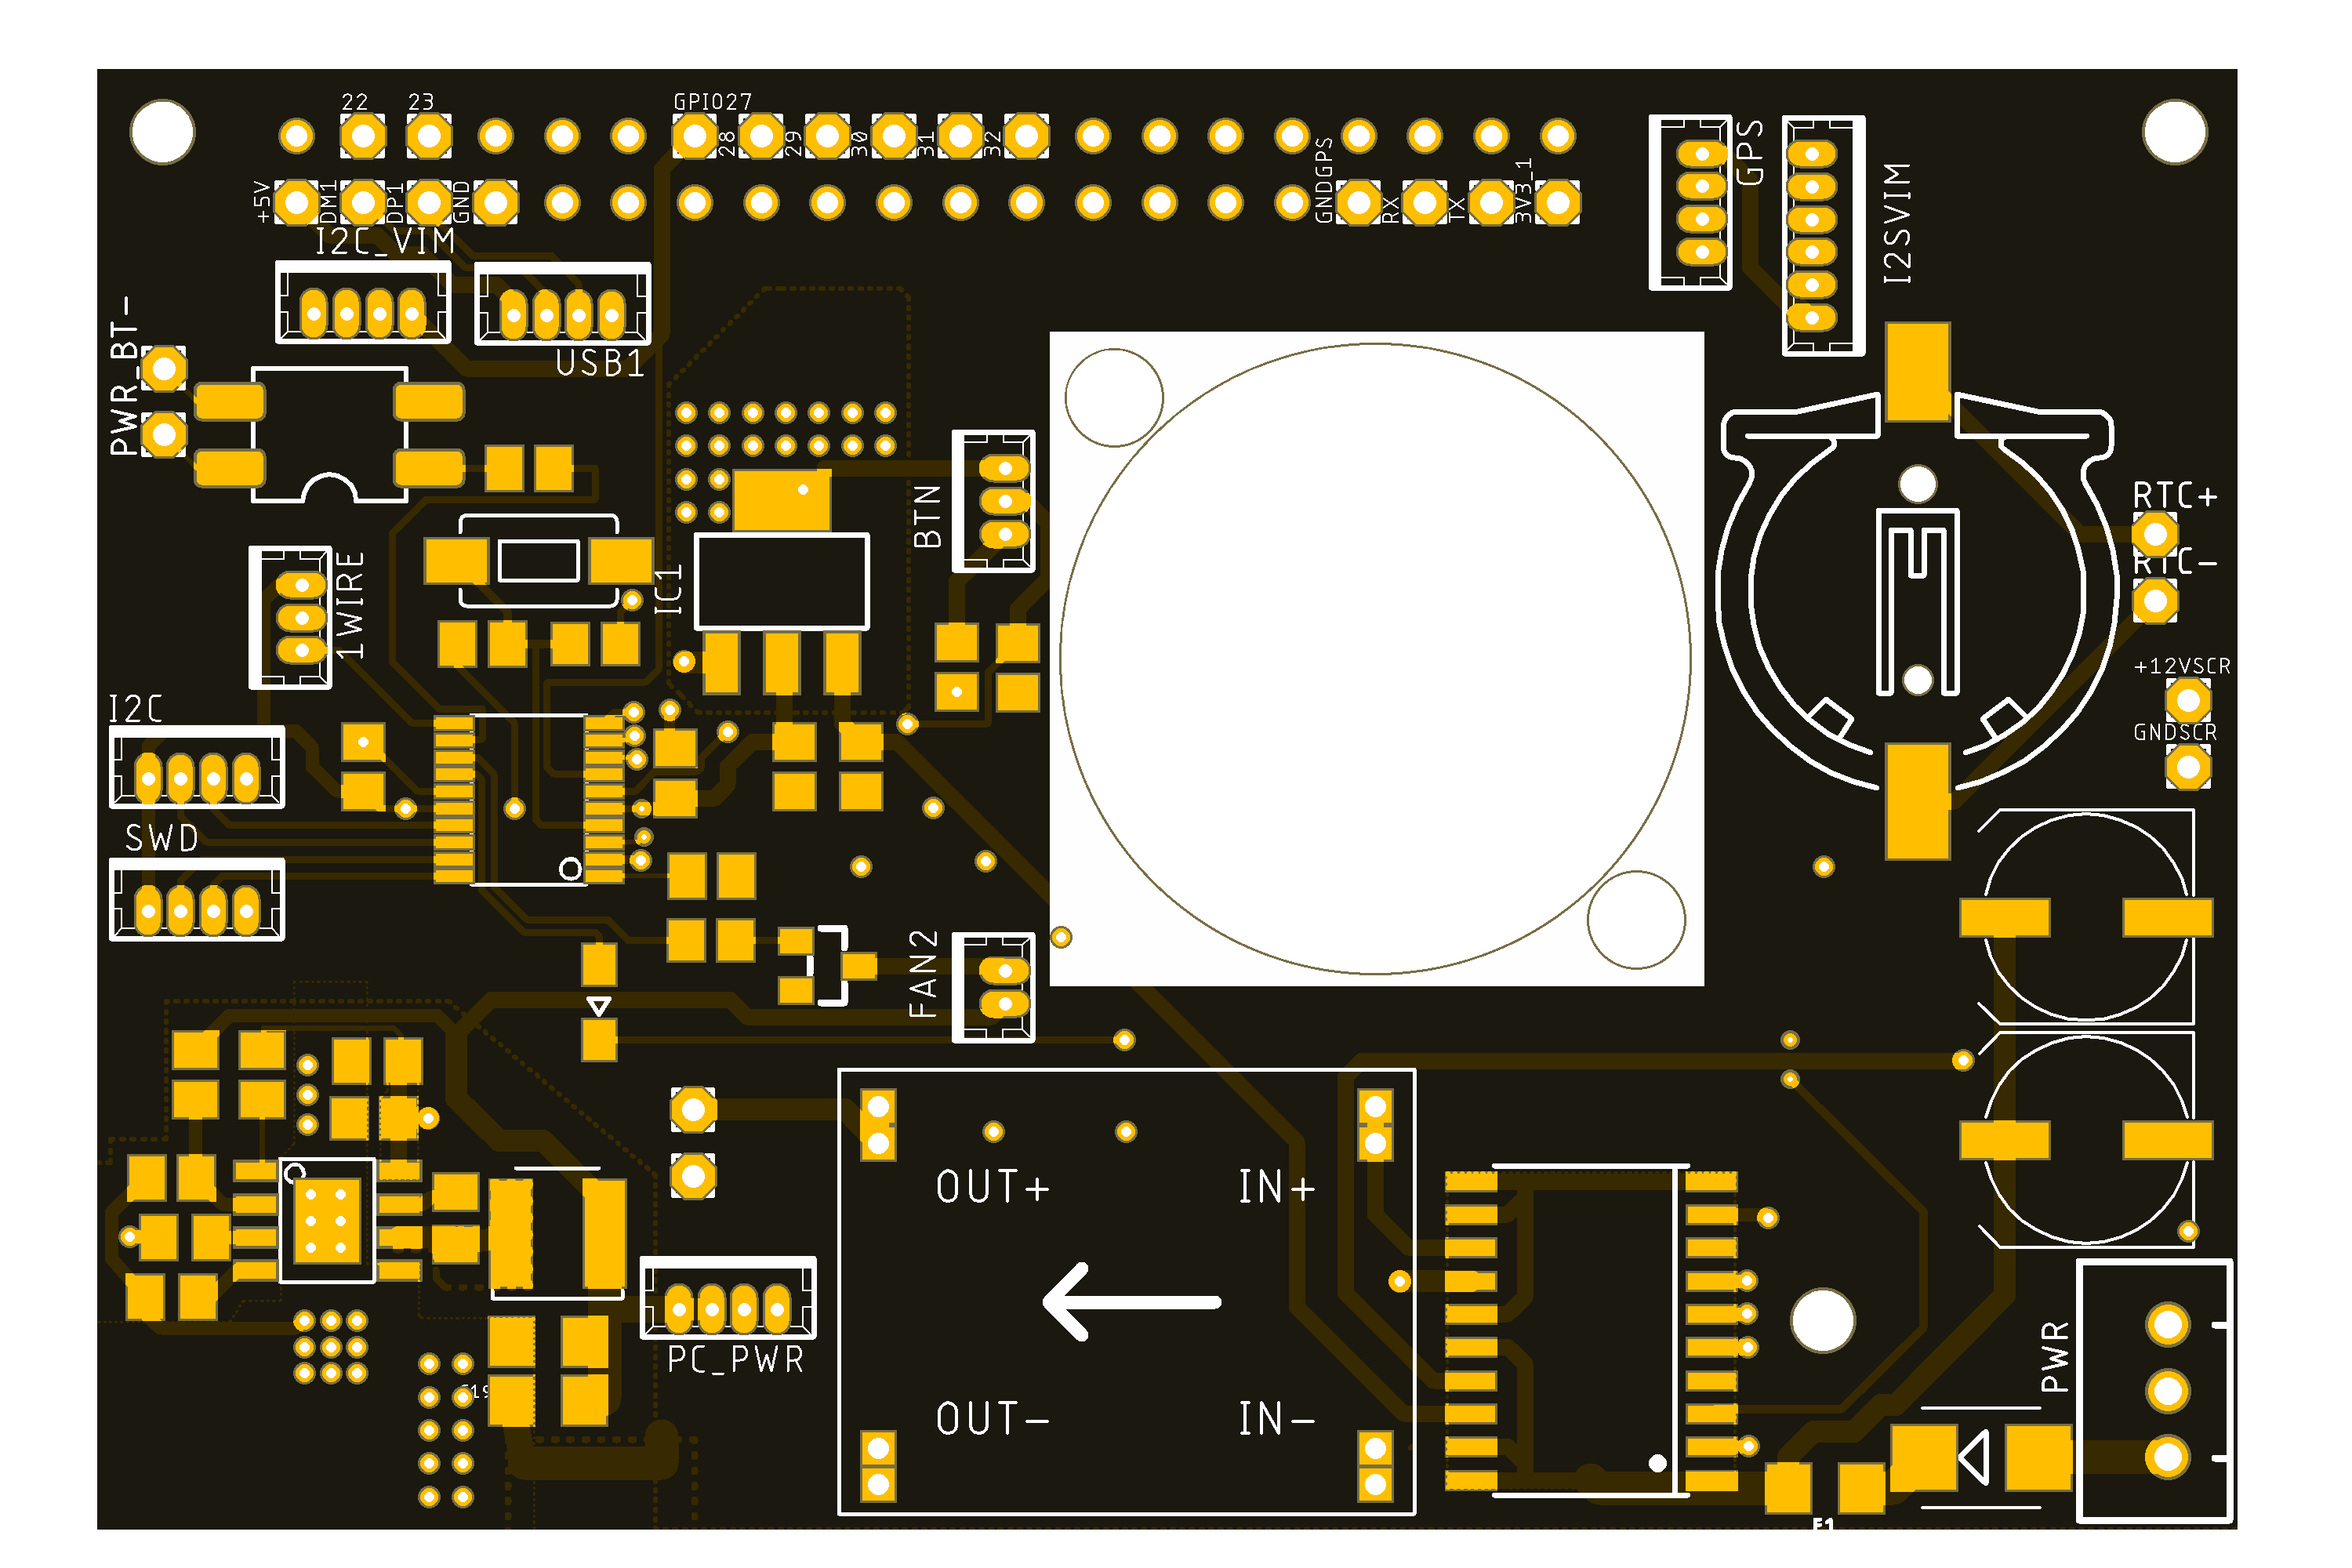 22
23
GPIO27
28
29
30
31
32
+5V
DM1
DP1
GND
GNDGPS
RX
TX
3V3_1
GPS
I2SVIM
I2C_VIM
USB1
PWR_BT-
BTN
IC1
1WIRE
RTC+
RTC-
+12VSCR
GNDSCR
I2C
SWD
FAN2
OUT+
IN+
OUT-
IN-
PC_PWR
PWR